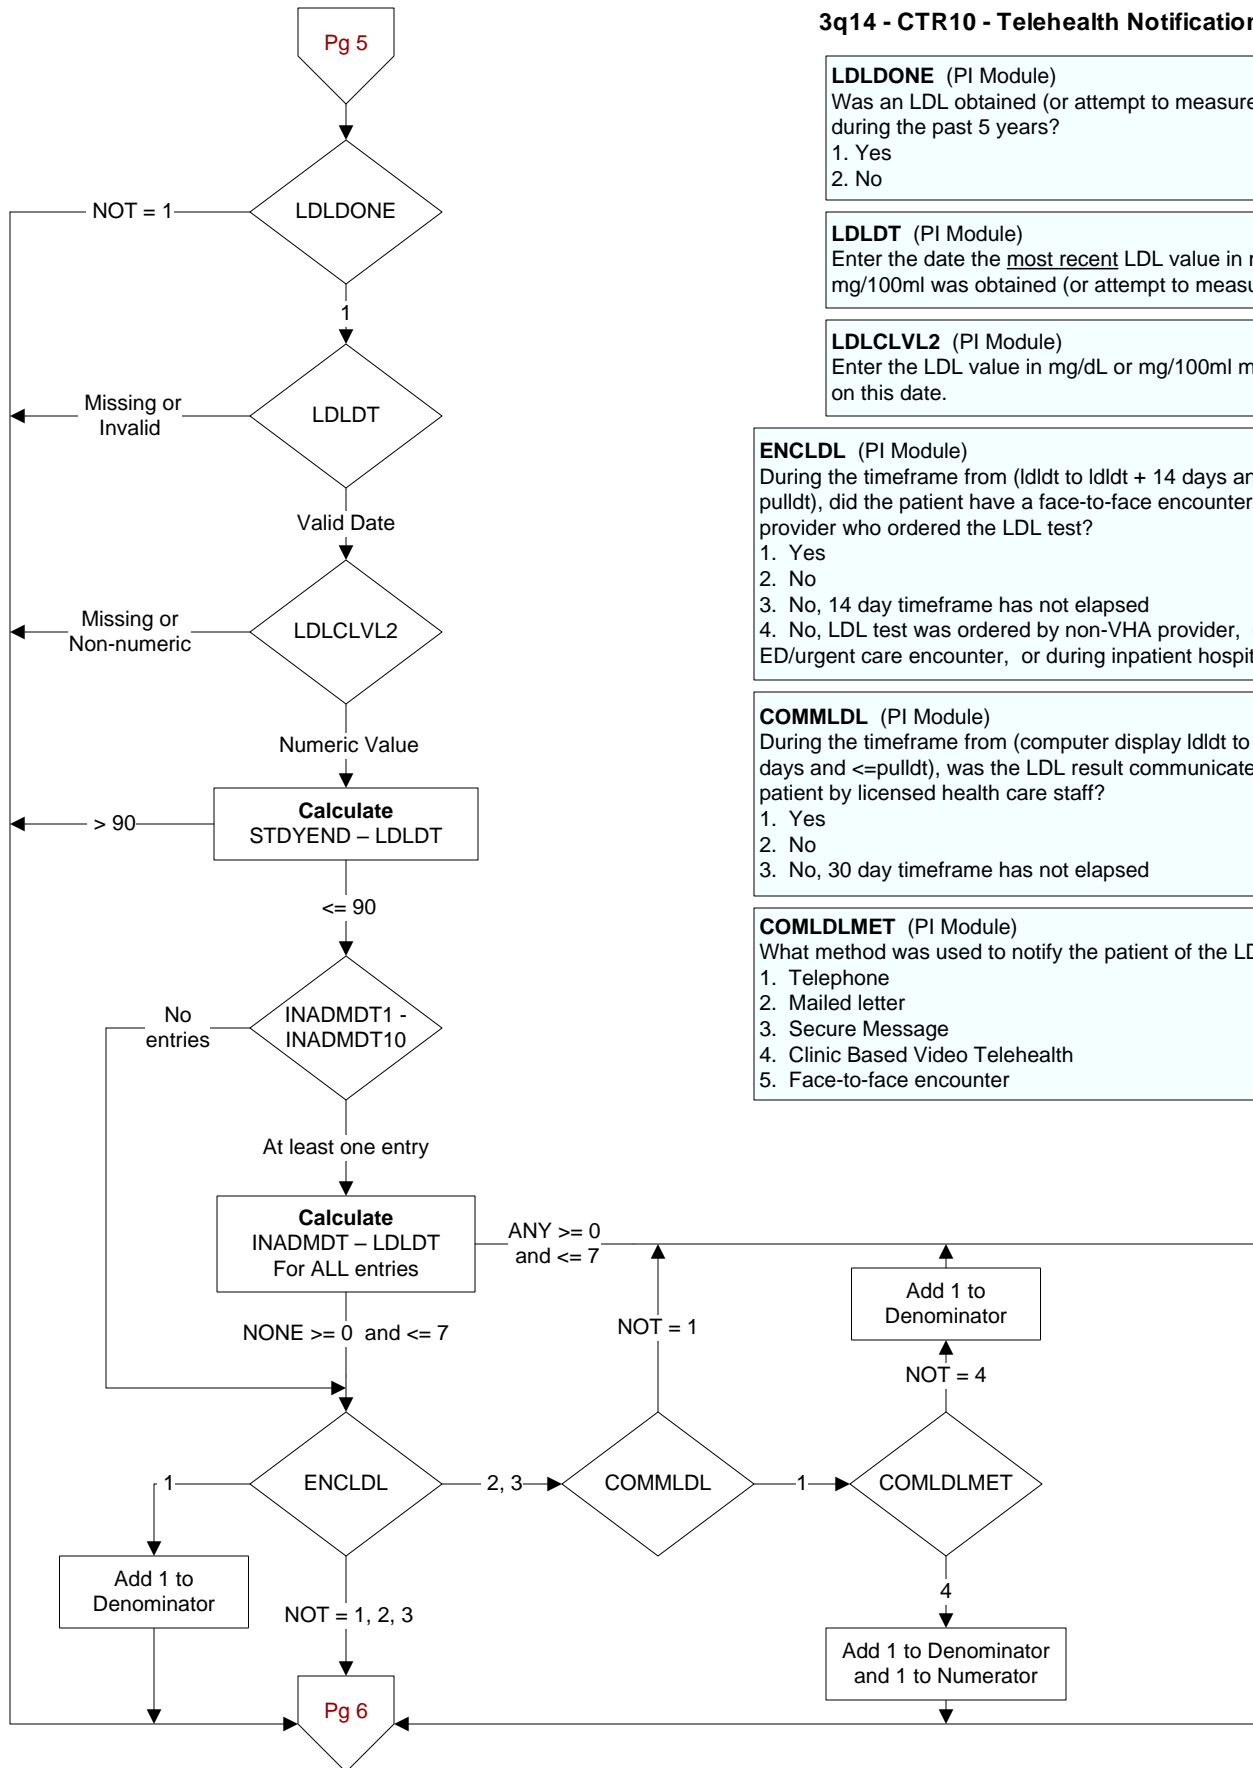 3q14 - CTR10 - Telehealth Notification
Pg 5
LDLDONE (PI Module)
Was an LDL obtained (or attempt to measure
during the past 5 years?
1. Yes
2. No
LDLDT (PI Module)
Enter the date the most recent LDL value in
mg/100ml was obtained (or attempt to
LDLCLVL2 (PI Module)
Enter the LDL value in mg/dL or mg/100ml
on this date.
ENCLDL (PI Module)
During the timeframe from (ldldt to ldldt + 14 days
pulldt), did the patient have a face-to-face encounter
provider who ordered the LDL test?
1. Yes
2. No
3. No, 14 day timeframe has not elapsed
4. No, LDL test was ordered by non-VHA provider,
ED/urgent care encounter, or during inpatient
COMMLDL (PI Module)
During the timeframe from (computer display ldldt to
days and <=pulldt), was the LDL result
patient by licensed health care staff?
1. Yes
2. No
3. No, 30 day timeframe has not elapsed
COMLDLMET (PI Module)
What method was used to notify the patient of the
1. Telephone
2. Mailed letter
3. Secure Message
4. Clinic Based Video Telehealth
5. Face-to-face encounter
NOT = 1
LDLDONE
1
Missing or
Invalid
LDLDT
Valid Date
Missing or
Non-numeric
LDLCLVL2
Numeric Value
> 90
Calculate
STDYEND – LDLDT
<= 90
No
entries
INADMDT1 -
INADMDT10
At least one entry
Calculate
INADMDT – LDLDT
For ALL entries
ANY >= 0
and <= 7
NONE >= 0 and <= 7
NOT = 1
Add 1 to
Denominator
NOT = 4
1
ENCLDL
2, 3
COMMLDL
1
COMLDLMET
Add 1 to
Denominator
NOT = 1, 2, 3
4
Add 1 to Denominator
and 1 to Numerator
Pg 6